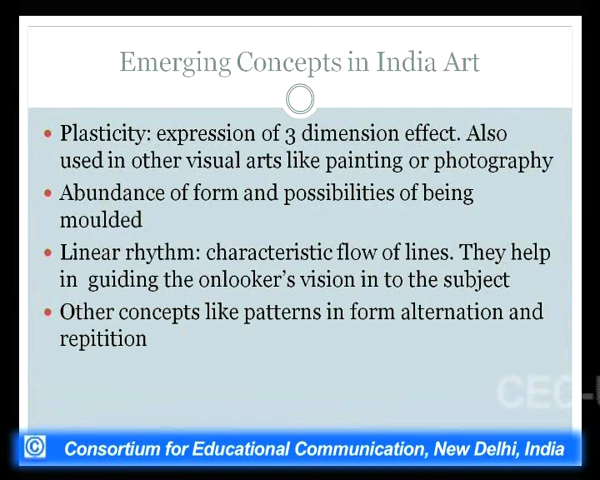 Emerging Concepts in India Art
• Plasticity: expression of 3 dimension effect. Also
used in other visual arts like painting or photography
• Abundance of form and possibilities of being
moulded
• Linear rhythm: characteristic flow of lines. They help
in guiding the onlooker's vision in to the subject
• Other concepts like patterns in form alternation and
repitition
CEC-U
© Consortium for Educational Communication, New Delhi, India